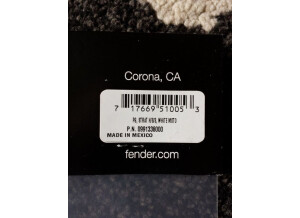 Corona, CA
7 17669 51005 3
P.N. 0991338000
MADE IN MEXICO
fender.com